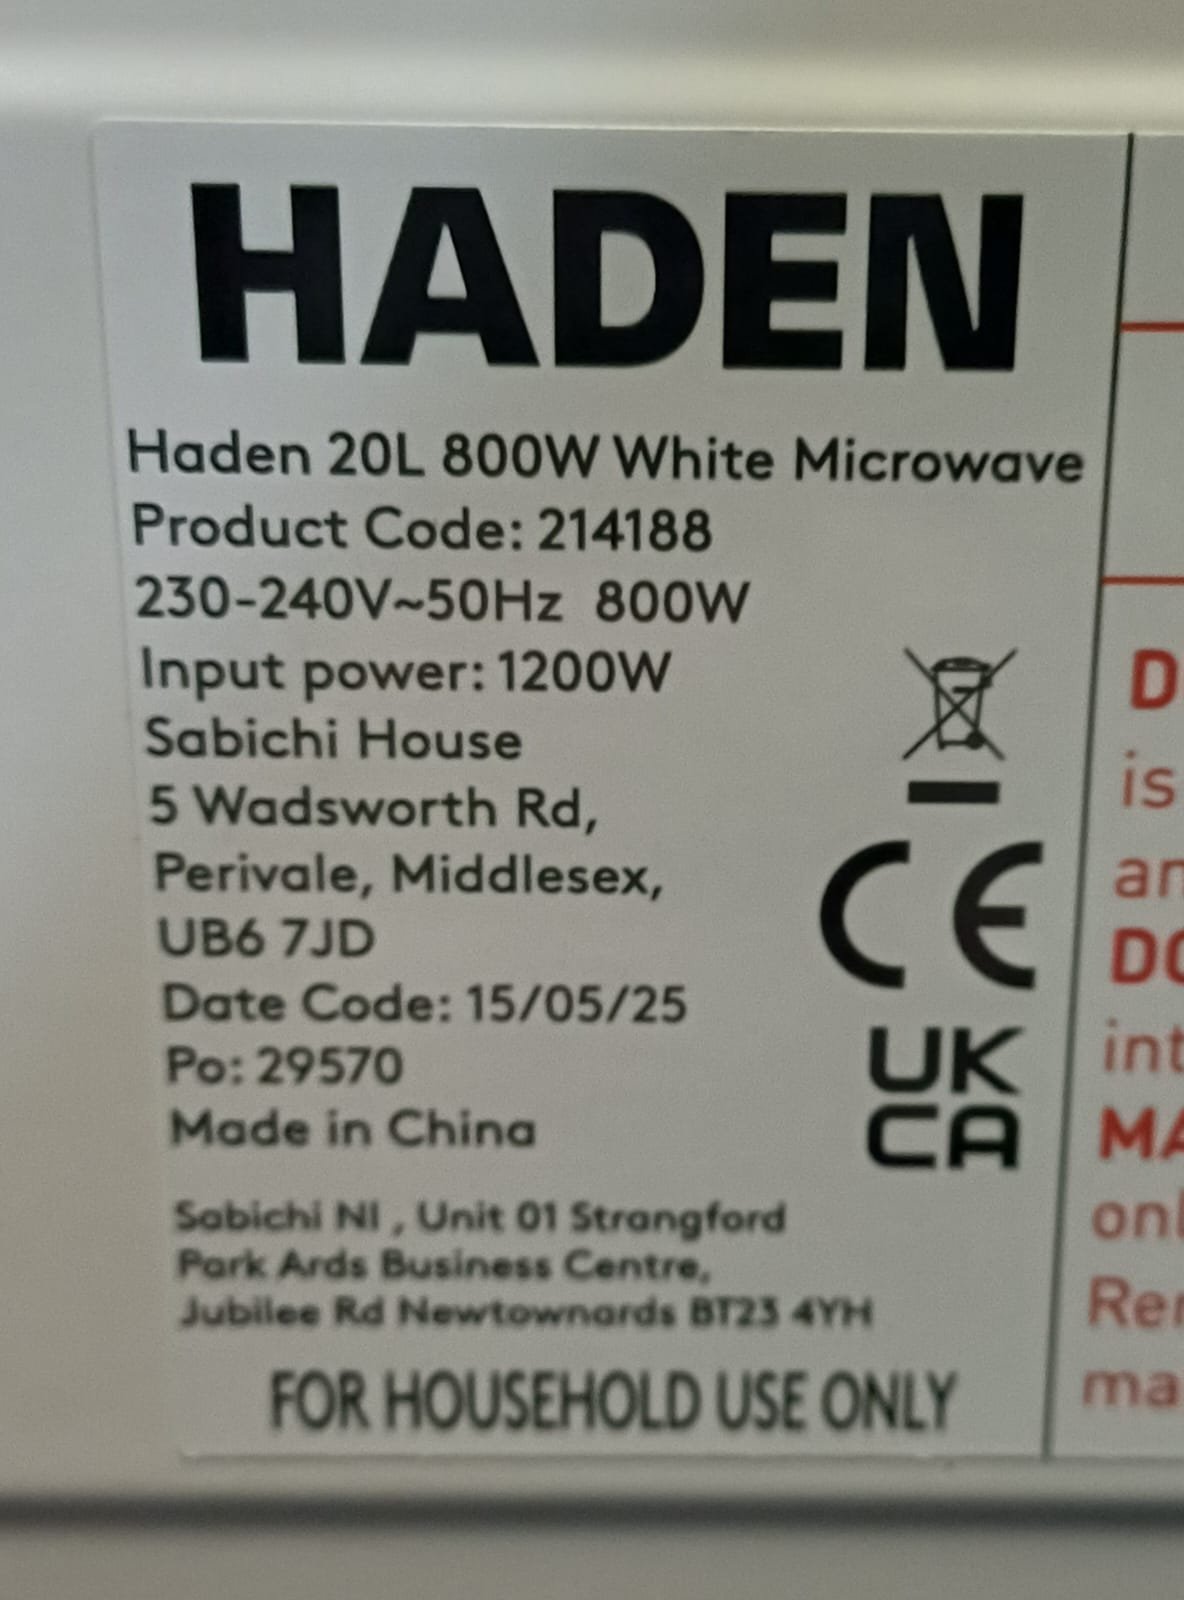 HADEN
Haden 20L 800W White Microwave
Product Code: 214188
230-240V~50Hz 800W
Input power: 1200W
Sabichi House
5 Wadsworth Rd,
Perivale, Middlesex,
UB6 7JD
Date Code: 15/05/25
Po: 29570
Made in China
CE
UK
CA
Sabichi NI , Unit 01 Strangford
Park Ards Business Centre,
Jubilee Rd Newtownards BT23 4YH
FOR HOUSEHOLD USE ONLY
is